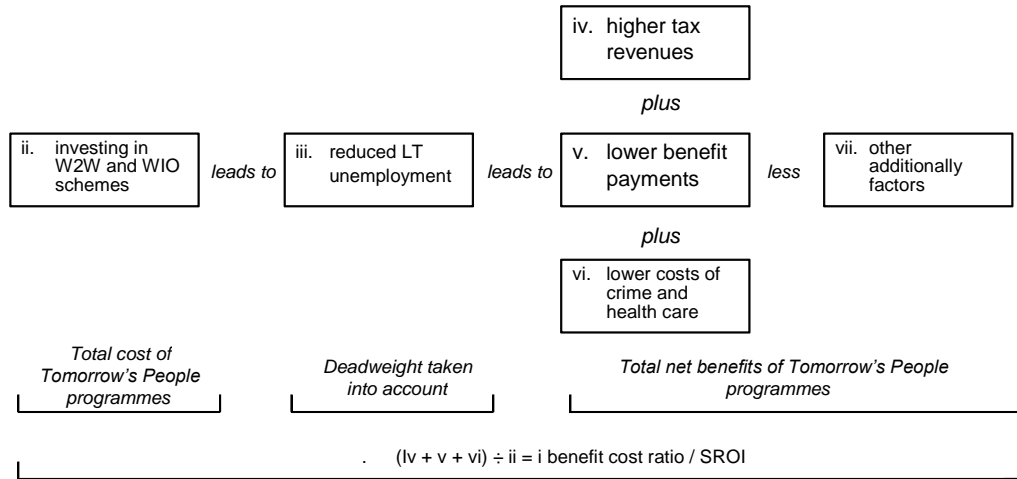 iv. higher tax
revenues
plus
ii. investing in
W2W and WIO
schemes
leads to
iii. reduced LT
unemployment
leads to
v. lower benefit
payments
less
vii. other
additionally
factors
plus
vi. lower costs of
crime and
health care
Total cost of
Tomorrow's People
programmes
Deadweight taken
into account
Total net benefits of Tomorrow's People
programmes
. (Iv + v + vi) ÷ ii = i benefit cost ratio / SROI